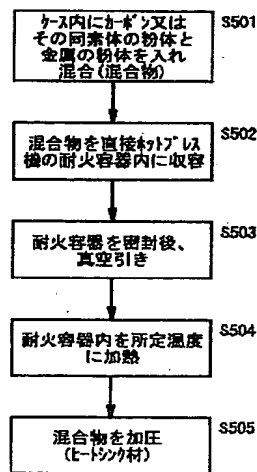 ケース内にカーボン又は
その同素体の粉体と
金属の粉体を入れ
混合(混合物)
S501
混合物を直接ホットプレス
機の耐火容器内に収容
S502
耐火容器を密封後、
真空引き
S503
耐火容器内を所定温度
に加熱
S504
混合物を加圧
(ヒートシンク材)
S505